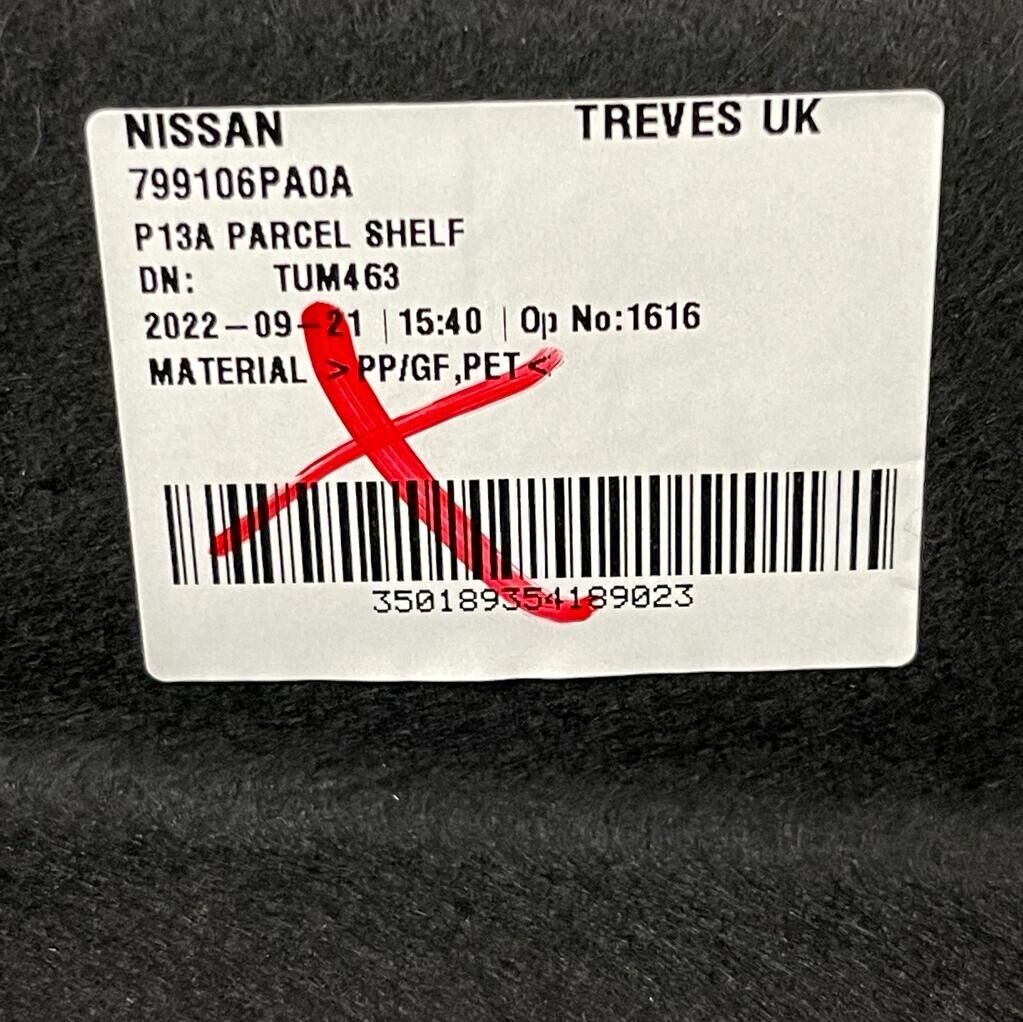 NISSAN TREVES UK
799106PA0A
P13A PARCEL SHELF
DN: TUM463
2022-09-21 | 15:40 | Op No:1616
MATERIAL >PP/GF,PET<
350189354189023